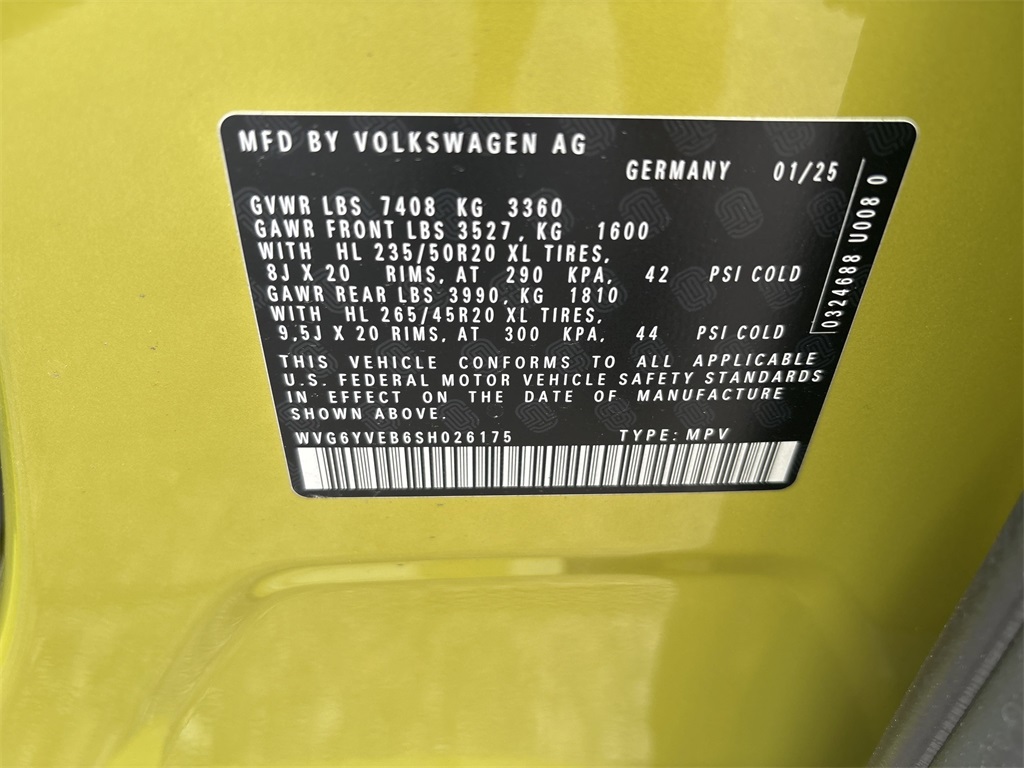 MFD BY VOLKSWAGEN AG
GERMANY 01/25
GVWR LBS 7408 KG 3360
GAWR FRONT LBS 3527, KG 1600
WITH HL 235/50R20 XL TIRES,
8J X 20 RIMS, AT 290 KPA, 42 PSI COLD
GAWR REAR LBS 3990, KG 1810
WITH HL 265/45R20 XL TIRES,
9,5J X 20 RIMS, AT 300 KPA, 44 PSI COLD
THIS VEHICLE CONFORMS TO ALL APPLICABLE
U.S. FEDERAL MOTOR VEHICLE SAFETY STANDARDS
IN EFFECT ON THE DATE OF MANUFACTURE
SHOWN ABOVE.
WVG6YVEB6SH026175 TYPE: MPV
0324688 U008 0